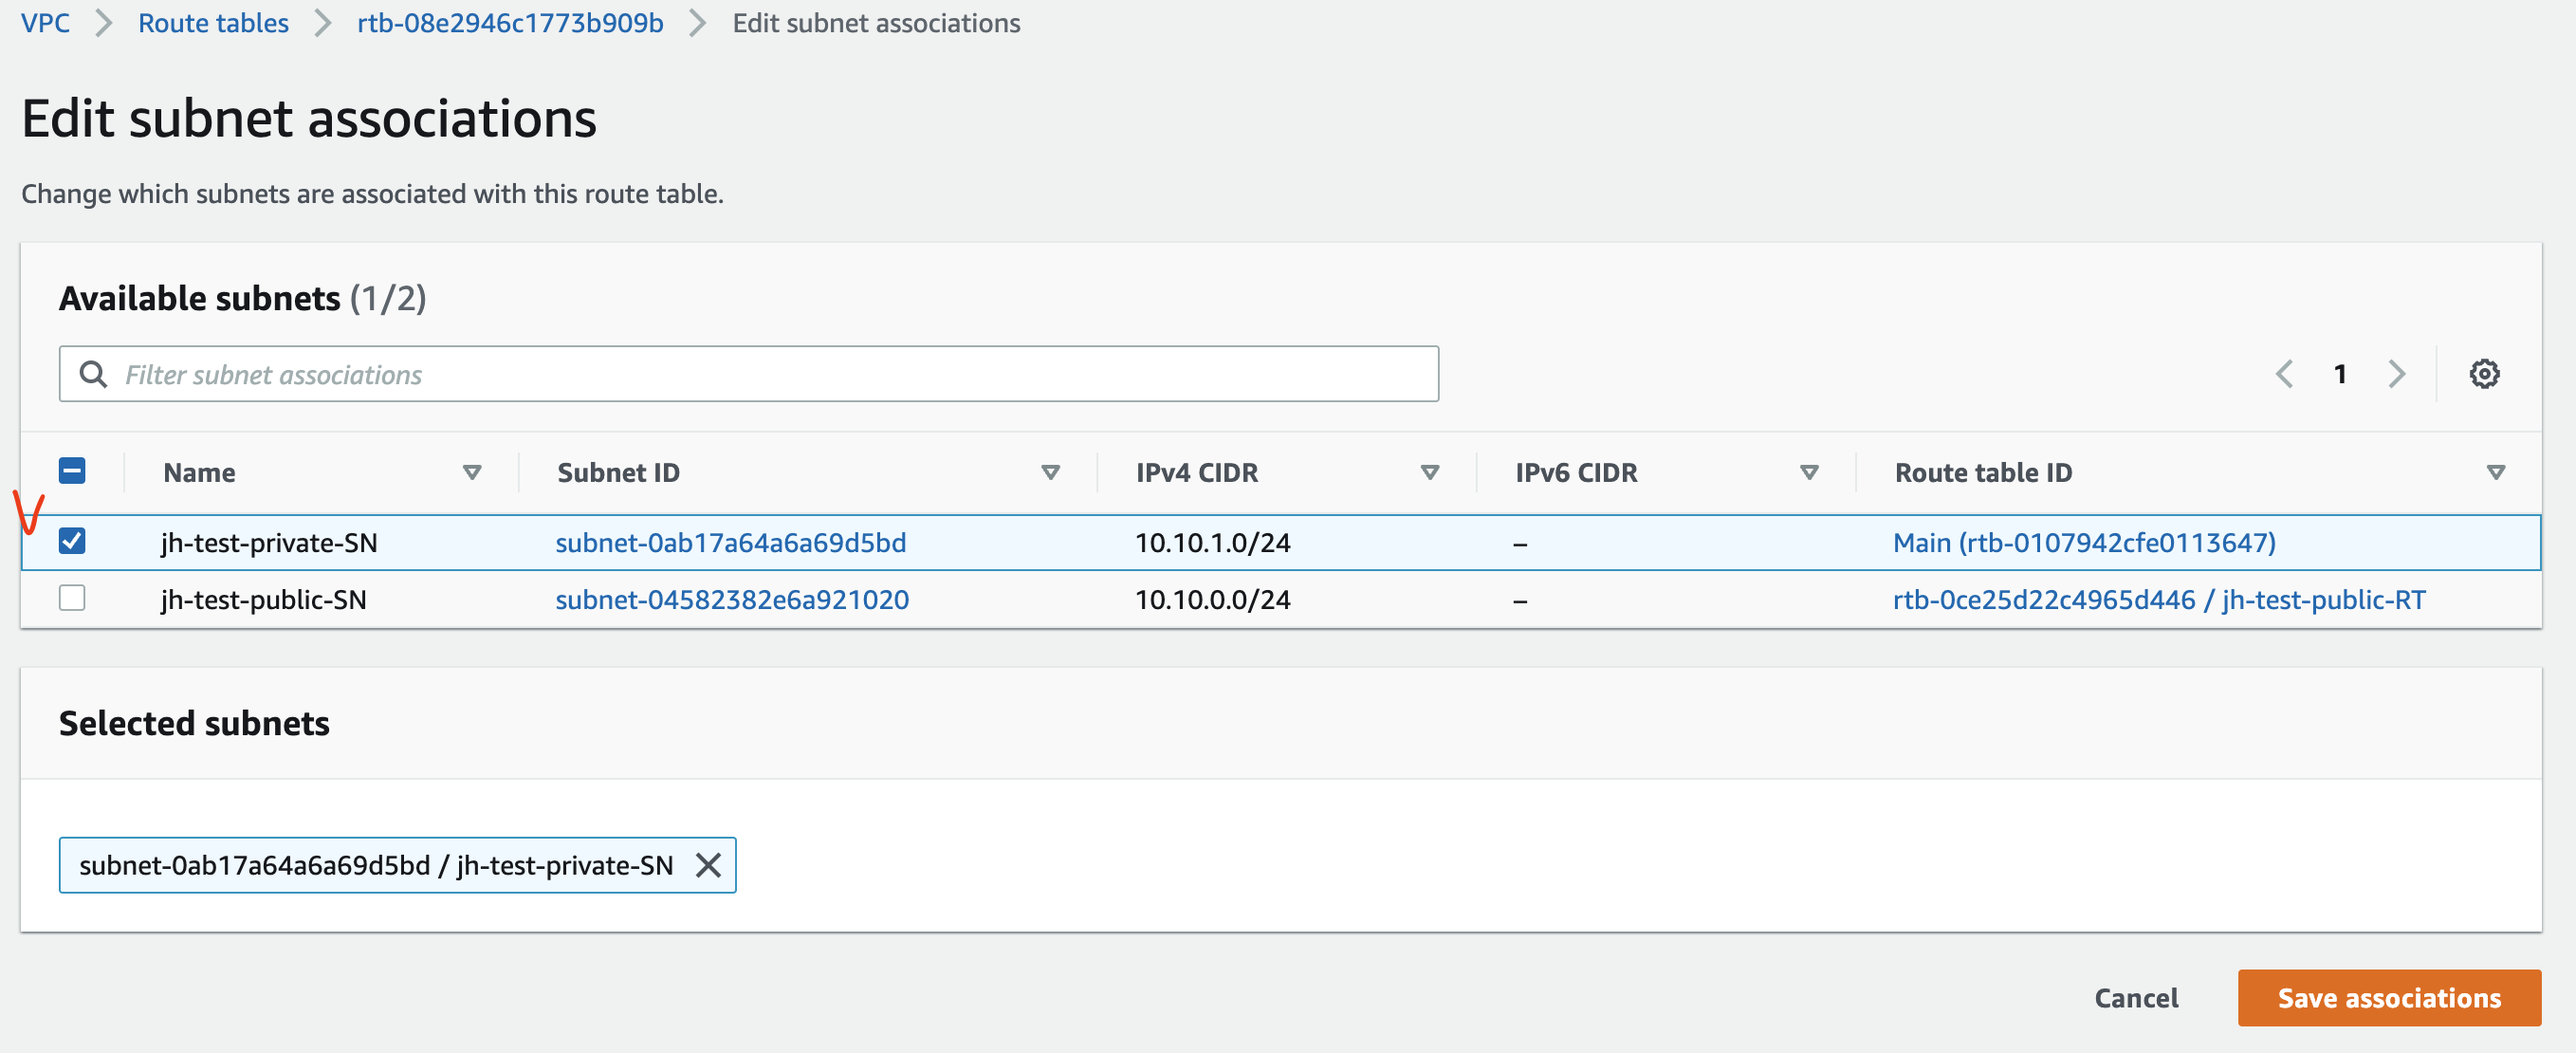 VPC > Route tables > rtb-08e2946c1773b909b > Edit subnet associations
Edit subnet associations
Change which subnets are associated with this route table.
Available subnets (1/2)
Filter subnet associations
1
Name Subnet ID IPv4 CIDR IPv6 CIDR Route table ID
jh-test-private-SN subnet-0ab17a64a6a69d5bd 10.10.1.0/24 – Main (rtb-0107942cfe0113647)
jh-test-public-SN subnet-04582382e6a921020 10.10.0.0/24 – rtb-0ce25d22c4965d446 / jh-test-public-RT
Selected subnets
subnet-0ab17a64a6a69d5bd / jh-test-private-SN
Cancel Save associations